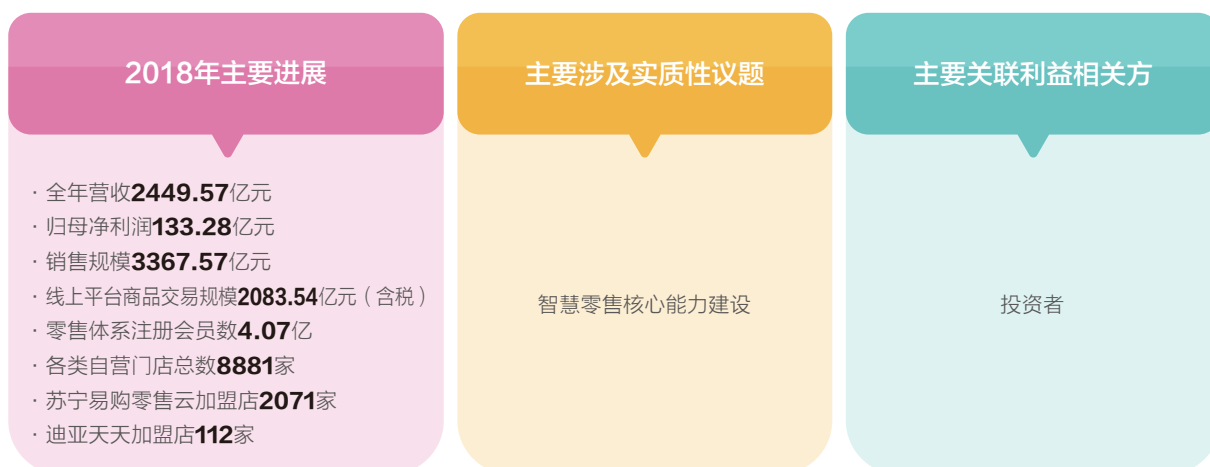 2018年主要进展
· 全年营收2449.57亿元
· 归母净利润133.28亿元
· 销售规模3367.57亿元
· 线上平台商品交易规模2083.54亿元（含税）
· 零售体系注册会员数4.07亿
· 各类自营门店总数8881家
· 苏宁易购零售云加盟店2071家
· 迪亚天天加盟店112家
主要涉及实质性议题
智慧零售核心能力建设
主要关联利益相关方
投资者